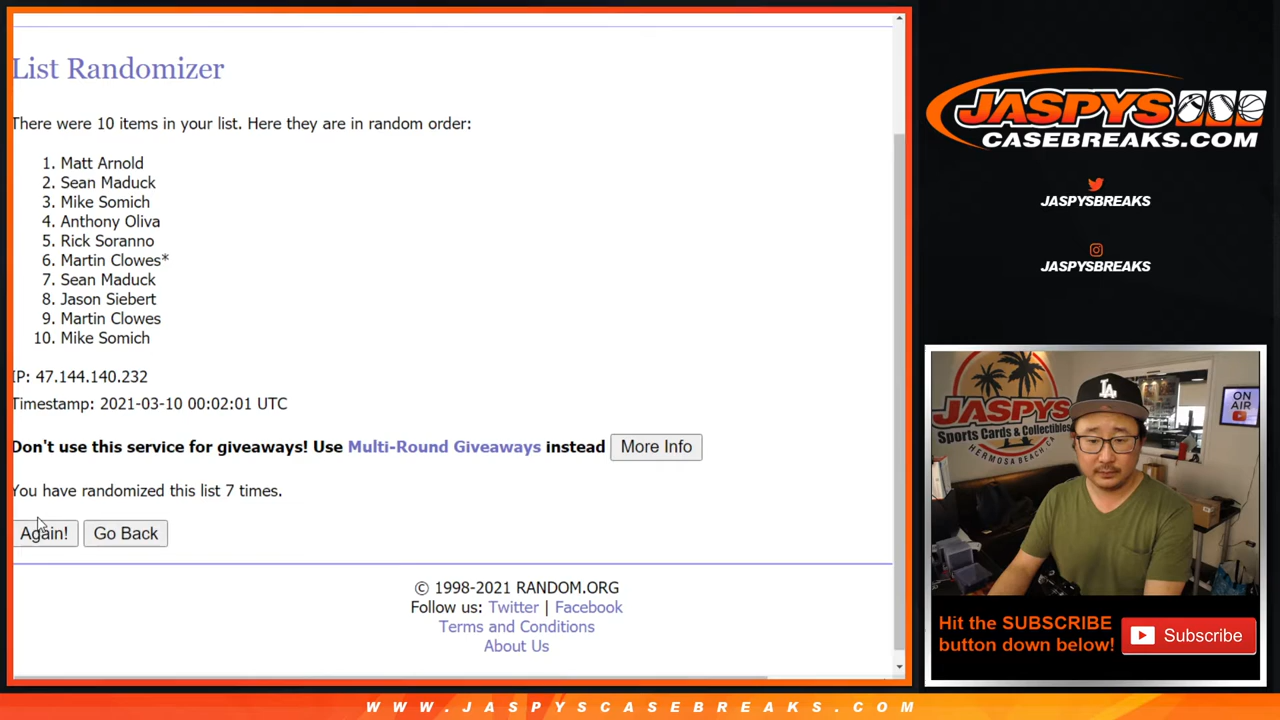 List Randomizer
There were 10 items in your list. Here they are in random order:
1. Matt Arnold
2. Sean Maduck
3. Mike Somich
4. Anthony Oliva
5. Rick Soranno
6. Martin Clowes*
7. Sean Maduck
8. Jason Siebert
9. Martin Clowes
10. Mike Somich
IP: 47.144.140.232
Timestamp: 2021-03-10 00:02:01 UTC
Don't use this service for giveaways! Use Multi-Round Giveaways instead More Info
You have randomized this list 7 times.
Again! Go Back
© 1998-2021 RANDOM.ORG
Follow us: Twitter | Facebook
Terms and Conditions
About Us
JASPYS
CASEBREAKS.COM
JASPYSBREAKS
JASPYSBREAKS
JASPYS
Sports Cards & Collectibles
HERMOSA BEACH, CA
LA
ON
AIR
Hit the SUBSCRIBE
button down below!
Subscribe
WWW.JASPYSCASEBREAKS.COM